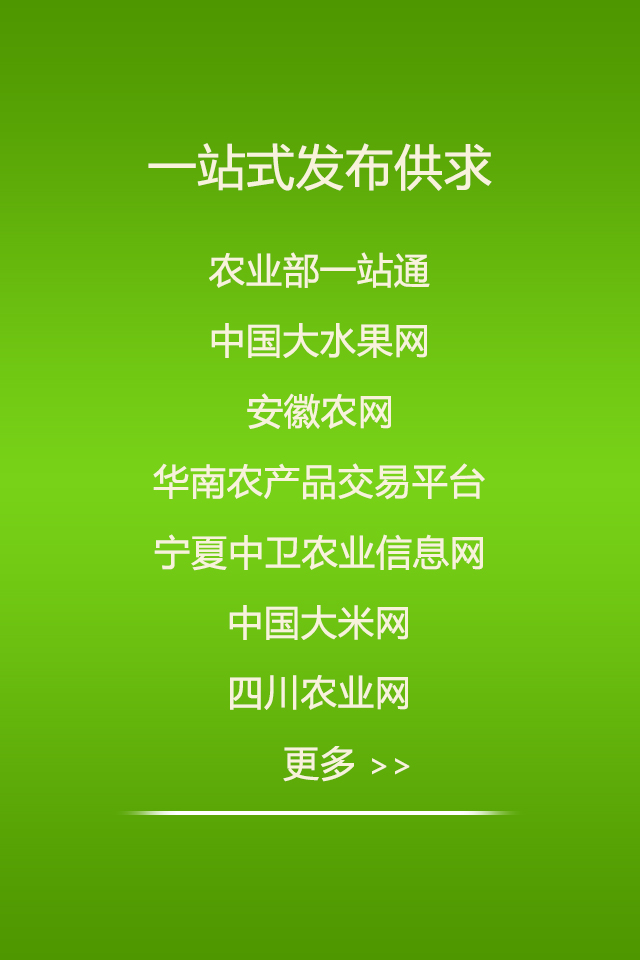 一站式发布供求
农业部一站通
中国大水果网
安徽农网
华南农产品交易平台
宁夏中卫农业信息网
中国大米网
四川农业网
更多 >>